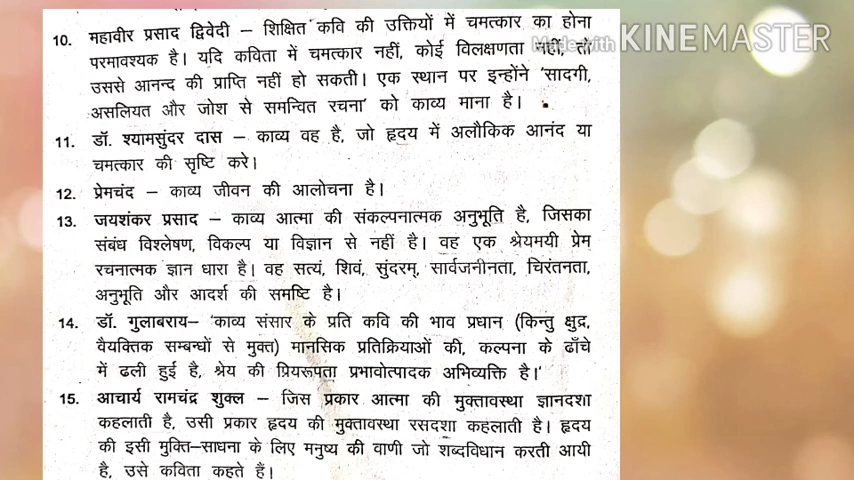 10. महावीर प्रसाद द्विवेदी – शिक्षित कवि की उक्तियों में चमत्कार का होना
परमावश्यक है। यदि कविता में चमत्कार नहीं, कोई विलक्षणता नहीं, तो
उससे आनन्द की प्राप्ति नहीं हो सकती। एक स्थान पर इन्होंने ‘सादगी,
असलियत और जोश से समन्वित रचना’ को काव्य माना है।
11. डॉ. श्यामसुंदर दास – काव्य वह है, जो हृदय में अलौकिक आनंद या
चमत्कार की सृष्टि करे।
12. प्रेमचंद – काव्य जीवन की आलोचना है।
13. जयशंकर प्रसाद – काव्य आत्मा की संकल्पनात्मक अनुभूति है, जिसका
संबंध विश्लेषण, विकल्प या विज्ञान से नहीं है। वह एक श्रेयमयी प्रेम
रचनात्मक ज्ञान धारा है। वह सत्यं, शिवं, सुंदरम्, सार्वजनीनता, चिरंतनता,
अनुभूति और आदर्श की समष्टि है।
14. डॉ. गुलाबराय– ‘काव्य संसार के प्रति कवि की भाव प्रधान (किन्तु क्षुद्र,
वैयक्तिक सम्बन्धों से मुक्त) मानसिक प्रतिक्रियाओं की, कल्पना के ढाँचे
में ढली हुई है, श्रेय की प्रियरूपता प्रभावोत्पादक अभिव्यक्ति है।’
15. आचार्य रामचंद्र शुक्ल – जिस प्रकार आत्मा की मुक्तावस्था ज्ञानदशा
कहलाती है, उसी प्रकार हृदय की मुक्तावस्था रसदशा कहलाती है। हृदय
की इसी मुक्ति–साधना के लिए मनुष्य की वाणी जो शब्दविधान करती आयी
है, उसे कविता कहते हैं।
Made with KINEMASTER